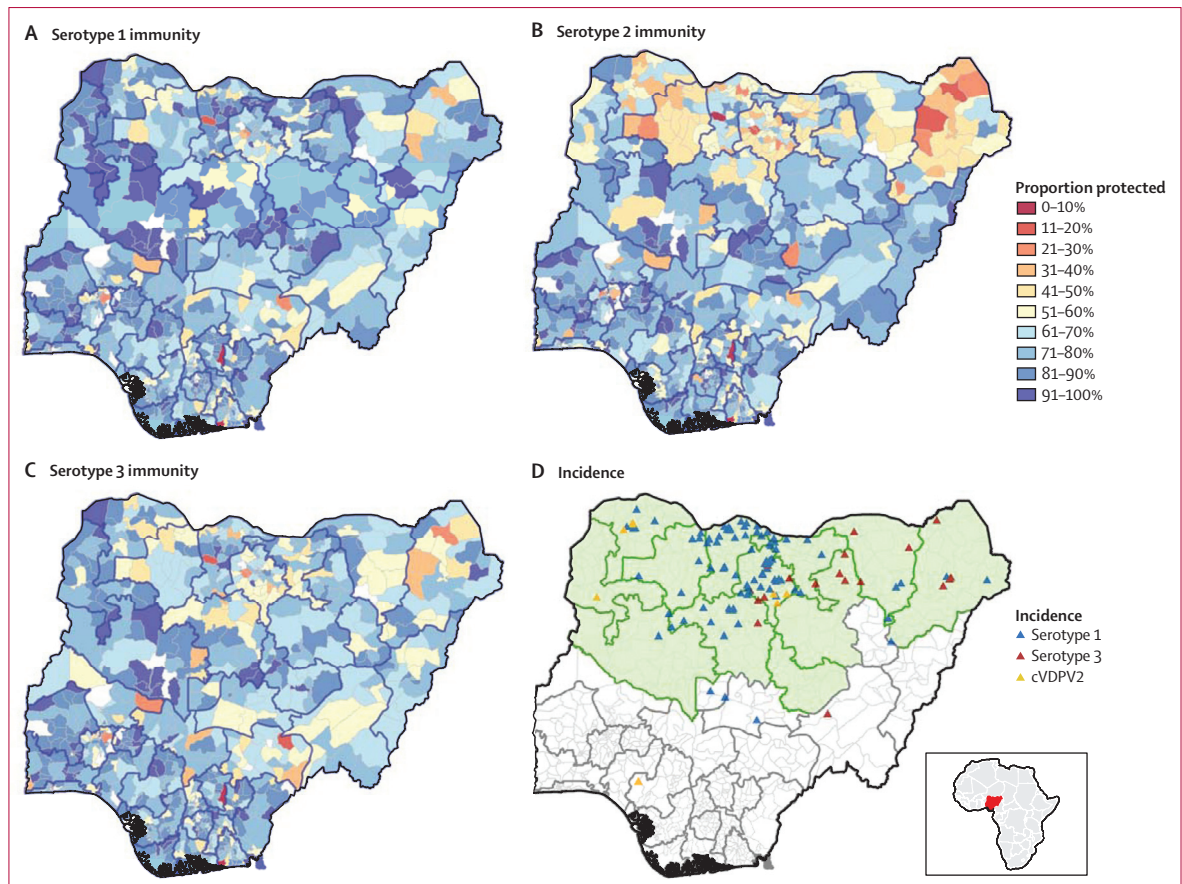 A Serotype 1 immunity
B Serotype 2 immunity
Proportion protected
0–10%
11–20%
21–30%
31–40%
41–50%
51–60%
61–70%
71–80%
81–90%
91–100%
C Serotype 3 immunity
D Incidence
Incidence
Serotype 1
Serotype 3
cVDPV2